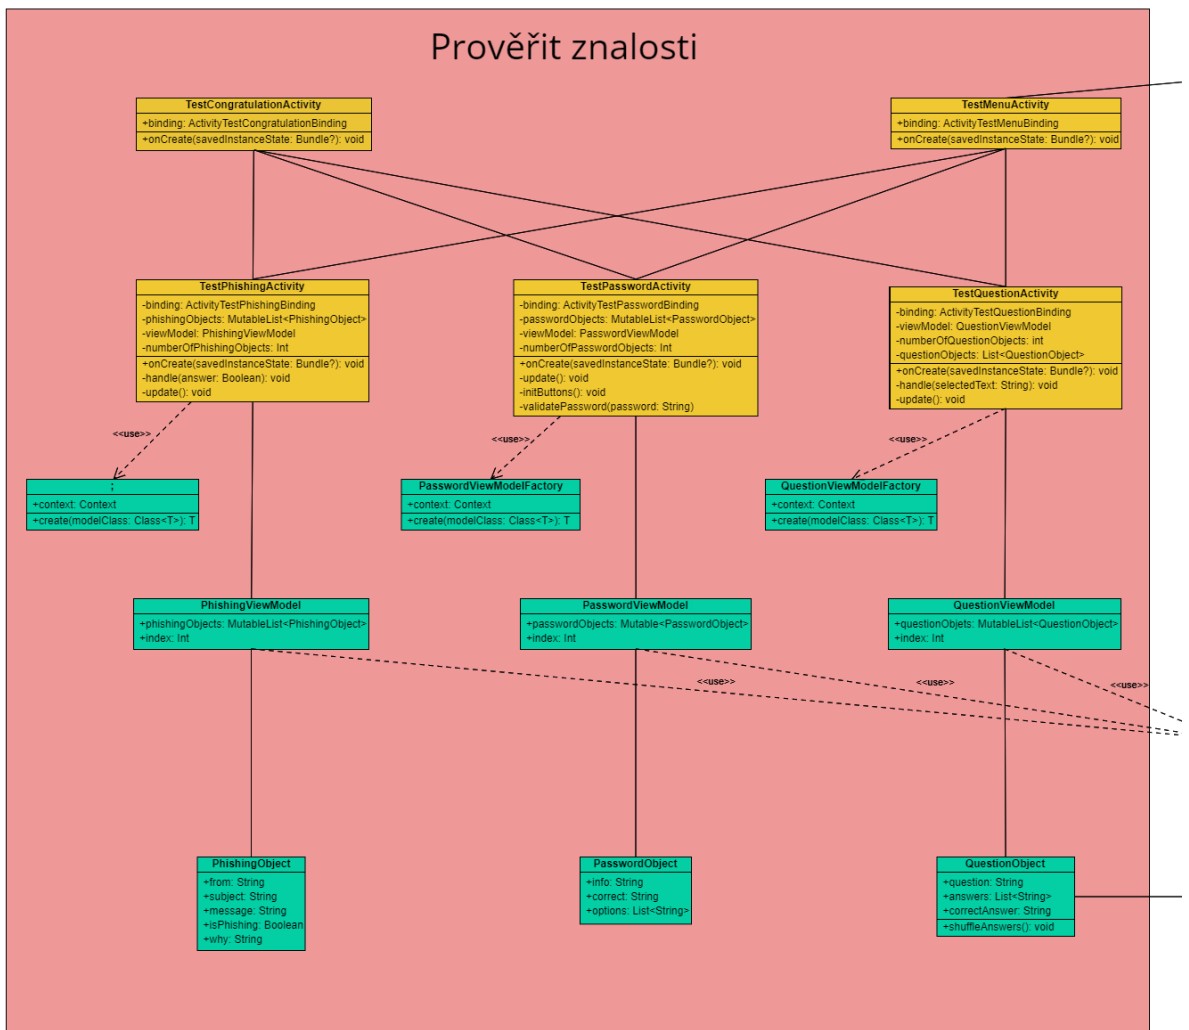 Prověřit znalosti
TestCongratulationActivity
+binding: ActivityTestCongratulationBinding
+onCreate(savedInstanceState: Bundle?): void
TestMenuActivity
+binding: ActivityTestMenuBinding
+onCreate(savedInstanceState: Bundle?): void
TestPhishingActivity
-binding: ActivityTestPhishingBinding
-phishingObjects: MutableList<PhishingObject>
-viewModel: PhishingViewModel
-numberOfPhishingObjects: Int
+onCreate(savedInstanceState: Bundle?): void
-handle(answer: Boolean): void
-update(): void
TestPasswordActivity
-binding: ActivityTestPasswordBinding
-passwordObjects: MutableList<PasswordObject>
-viewModel: PasswordViewModel
-numberOfPasswordObjects: Int
+onCreate(savedInstanceState: Bundle?): void
-update(): void
-initButtons(): void
-validatePassword(password: String)
TestQuestionActivity
-binding: ActivityTestQuestionBinding
-viewModel: QuestionViewModel
-numberOfQuestionObjects: int
-questionObjects: List<QuestionObject>
+onCreate(savedInstanceState: Bundle?): void
-handle(selectedText: String): void
-update(): void
<<use>>
<<use>>
<<use>>
+context: Context
+create(modelClass: Class<T>): T
PasswordViewModelFactory
+context: Context
+create(modelClass: Class<T>): T
QuestionViewModelFactory
+context: Context
+create(modelClass: Class<T>): T
PhishingViewModel
+phishingObjects: MutableList<PhishingObject>
+index: Int
PasswordViewModel
+passwordObjects: Mutable<PasswordObject>
+index: Int
QuestionViewModel
+questionObjets: MutableList<QuestionObject>
+index: Int
<<use>>
<<use>>
<<use>>
PhishingObject
+from: String
+subject: String
+message: String
+isPhishing: Boolean
+why: String
PasswordObject
+info: String
+correct: String
+options: List<String>
QuestionObject
+question: String
+answers: List<String>
+correctAnswer: String
+shuffleAnswers(): void